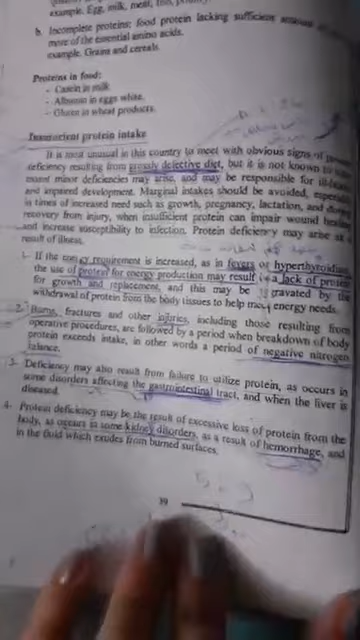 example. Egg, milk, meat, fish,
b. Incomplete proteins: food protein lacking sufficient amount
more of the essential amino acids.
example. Grains and cereals.
Proteins in food:
- Casein in milk
- Albumin in eggs white.
- Gluten in wheat products.
Insufficient protein intake
It is most unusual in this country to meet with obvious signs of
deficiency resulting from grossly defective diet, but it is not known to
extent minor deficiencies may arise, and may be responsible for
and impaired development. Marginal intakes should be avoided, especially
in times of increased need such as growth, pregnancy, lactation, and during
recovery from injury, when insufficient protein can impair wound healing
and increase susceptibility to infection. Protein deficiency may arise as
result of illness.
1. If the energy requirement is increased, as in fevers or hyperthyroidism
the use of protein for energy production may result in a lack of protein
for growth and replacement, and this may be aggravated by the
withdrawal of protein from the body tissues to help meet energy needs.
2. Burns, fractures and other injuries, including those resulting from
operative procedures, are followed by a period when breakdown of body
protein exceeds intake, in other words a period of negative nitrogen
balance.
3. Deficiency may also result from failure to utilize protein, as occurs in
some disorders affecting the gastrointestinal tract, and when the liver is
diseased.
4. Protein deficiency may be the result of excessive loss of protein from the
body, as occurs in some kidney disorders, as a result of hemorrhage, and
in the fluid which exudes from burned surfaces.
39